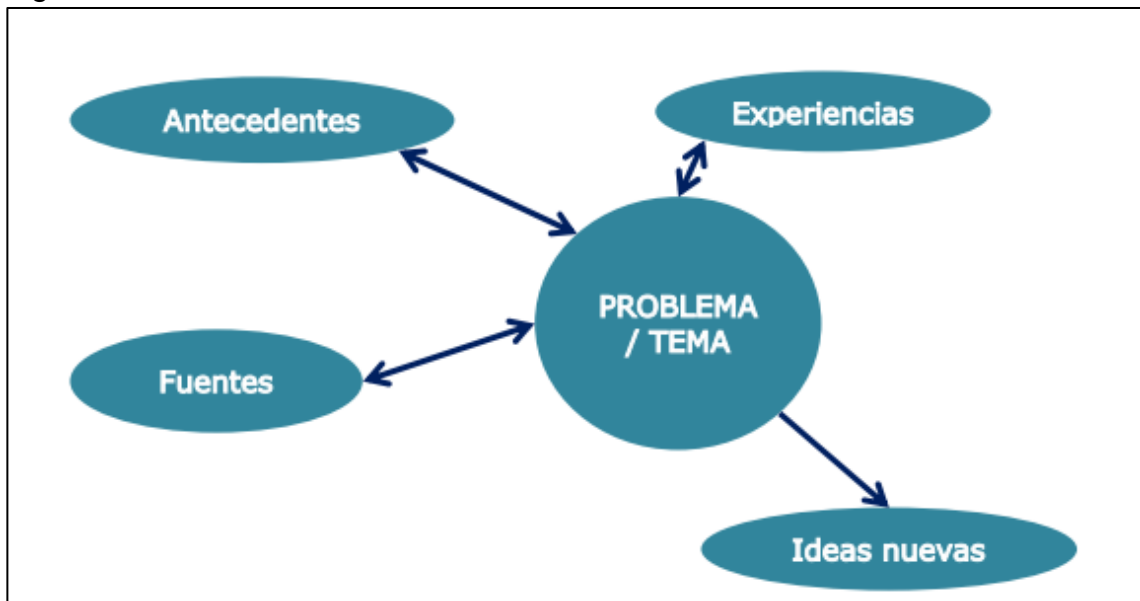 Antecedentes
Experiencias
PROBLEMA
/ TEMA
Fuentes
Ideas nuevas